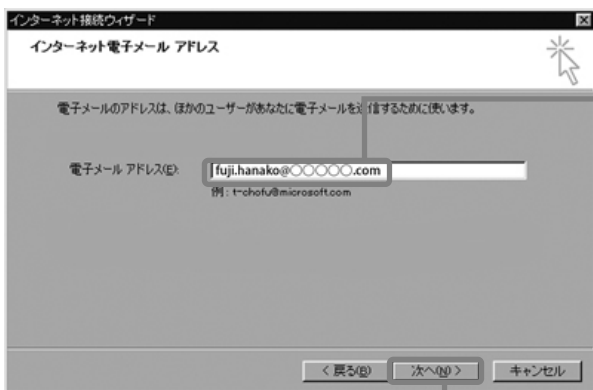 インターネット接続ウィザード
インターネット電子メール アドレス
電子メールのアドレスは、ほかのユーザーがあなたに電子メールを送信するために使います。
電子メール アドレス(E):
fuji.hanako@○○○○○.com
例 : t-chofu@microsoft.com
< 戻る(B)
次へ(N) >
キャンセル